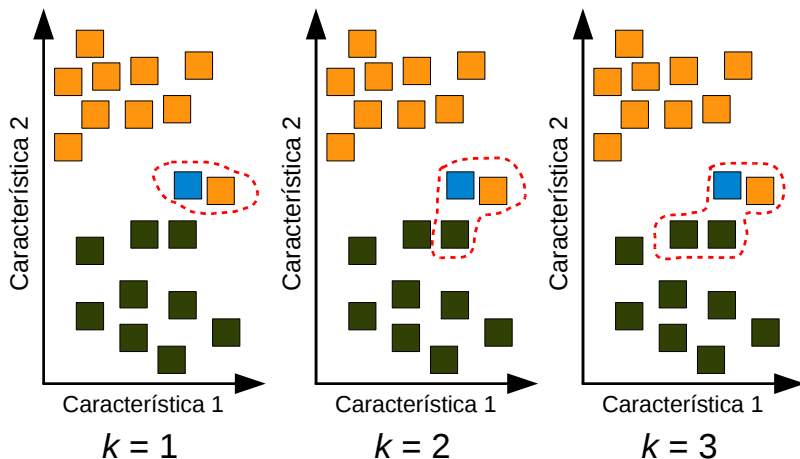 Característica 2
Característica 1
k = 1
Característica 2
Característica 1
k = 2
Característica 2
Característica 1
k = 3